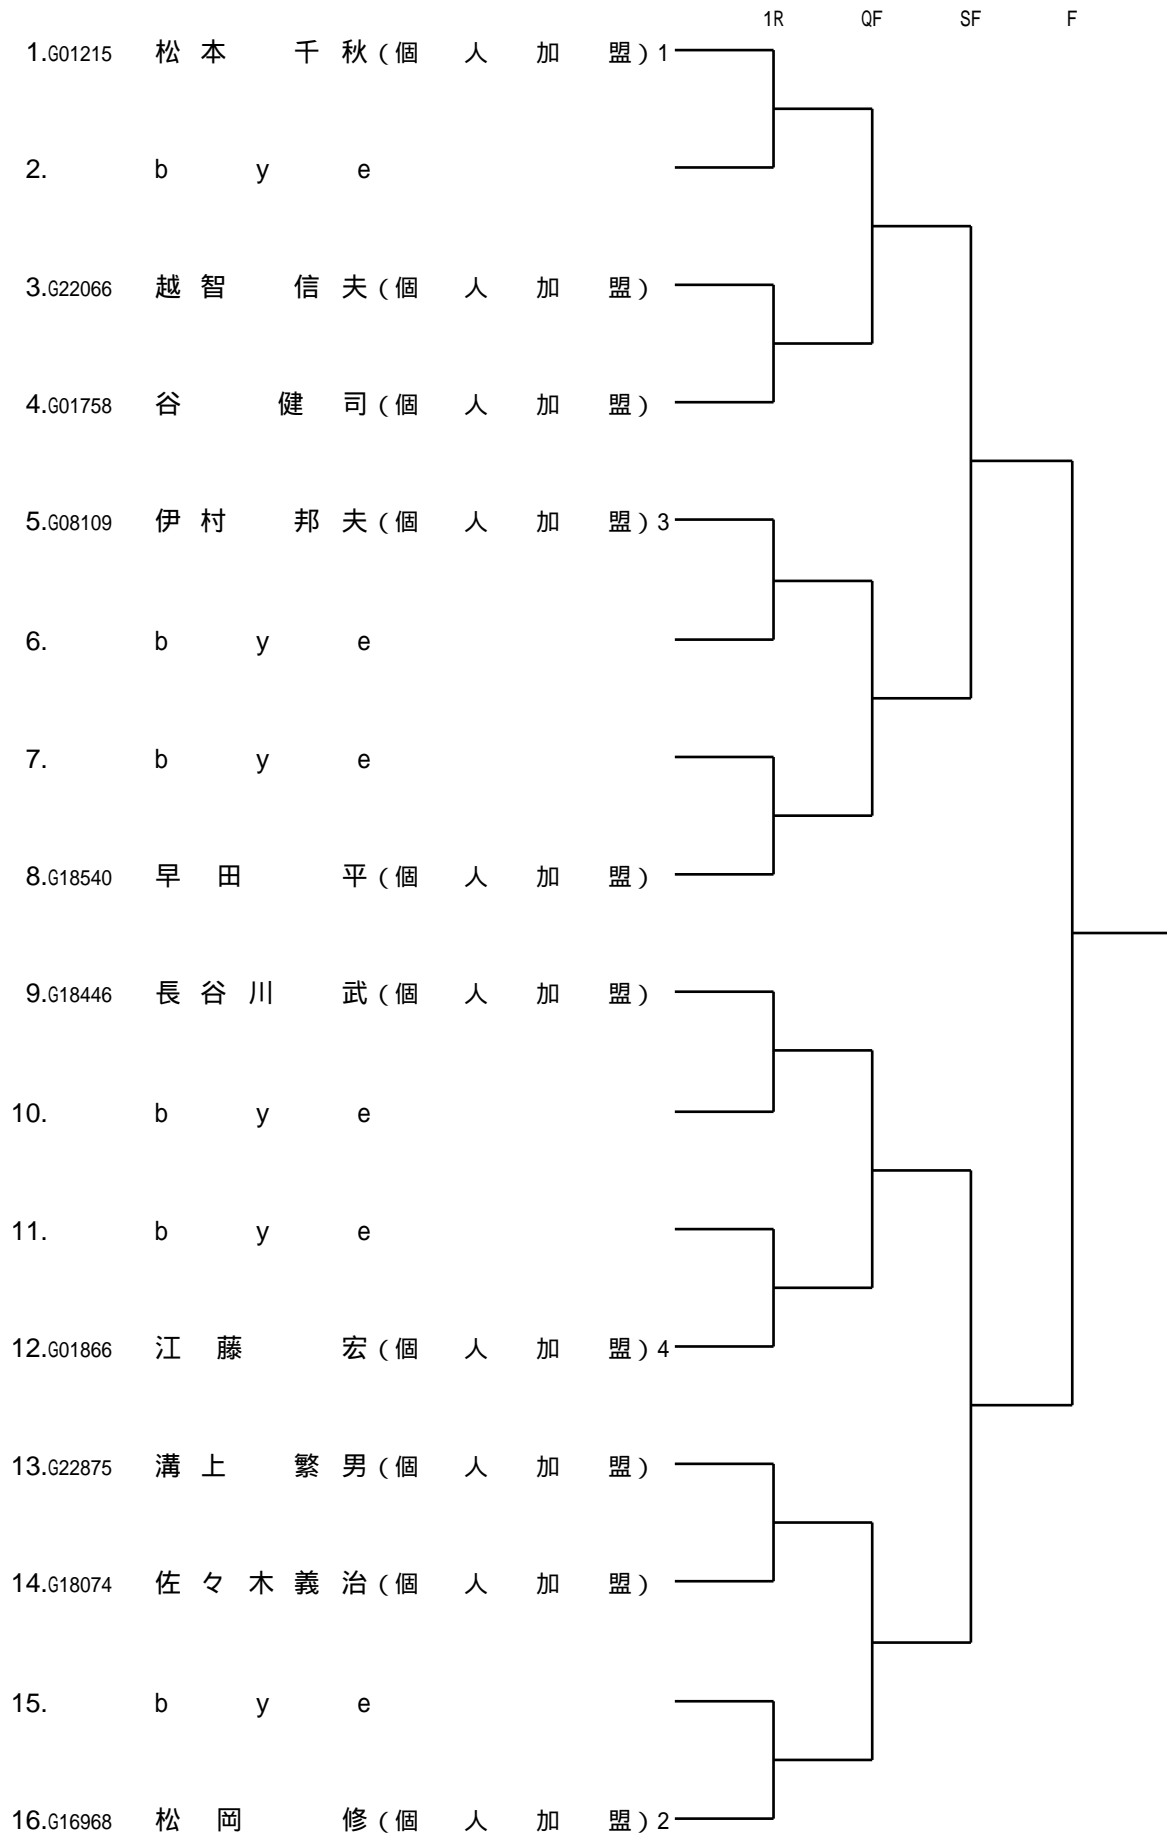 1R QF SF F
1.G01215 松本 千秋(個人加盟)1
2. bye
3.G22066 越智 信夫(個人加盟)
4.G01758 谷 健司(個人加盟)
5.G08109 伊村 邦夫(個人加盟)3
6. bye
7. bye
8.G18540 早田 平(個人加盟)
9.G18446 長谷川 武(個人加盟)
10. bye
11. bye
12.G01866 江藤 宏(個人加盟)4
13.G22875 溝上 繁男(個人加盟)
14.G18074 佐々木義治(個人加盟)
15. bye
16.G16968 松岡 修(個人加盟)2